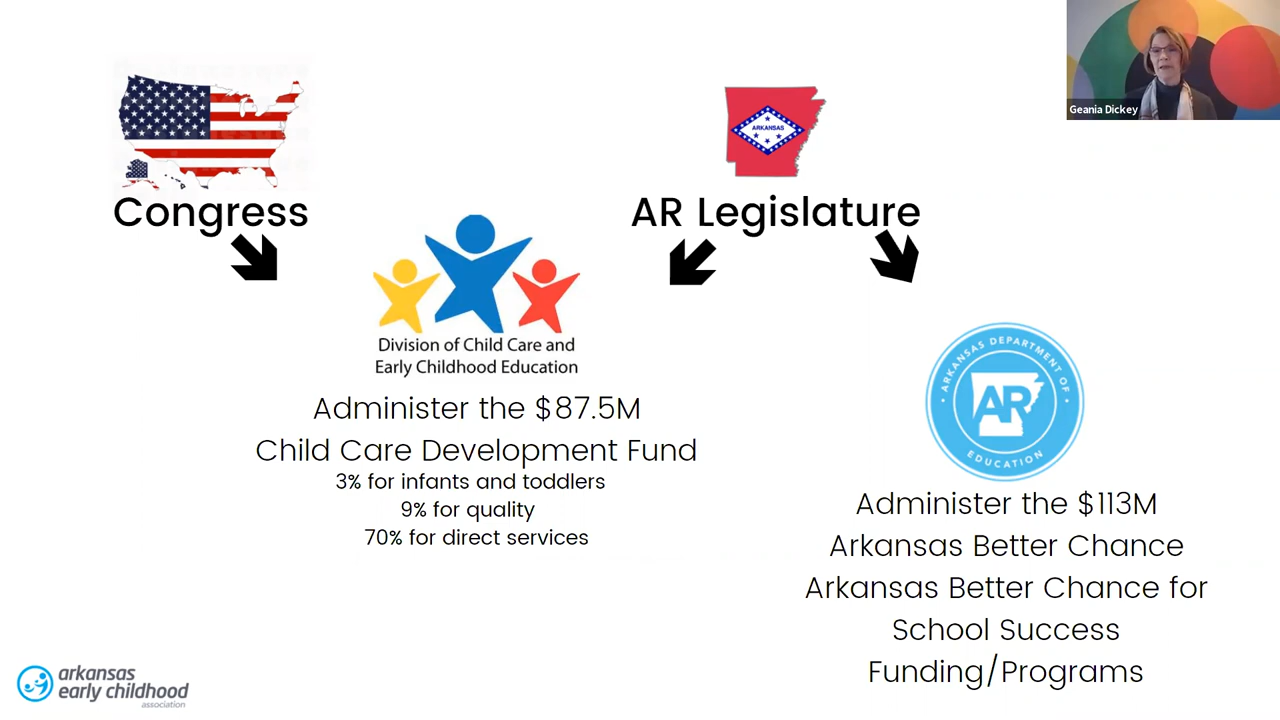 Geania Dickey
ARKANSAS
Congress
AR Legislature
Division of Child Care and
Early Childhood Education
Administer the $87.5M
Child Care Development Fund
3% for infants and toddlers
9% for quality
70% for direct services
ARKANSAS DEPARTMENT OF
AR
EDUCATION
Administer the $113M
Arkansas Better Chance
Arkansas Better Chance for
School Success
Funding/Programs
arkansas
early childhood
association